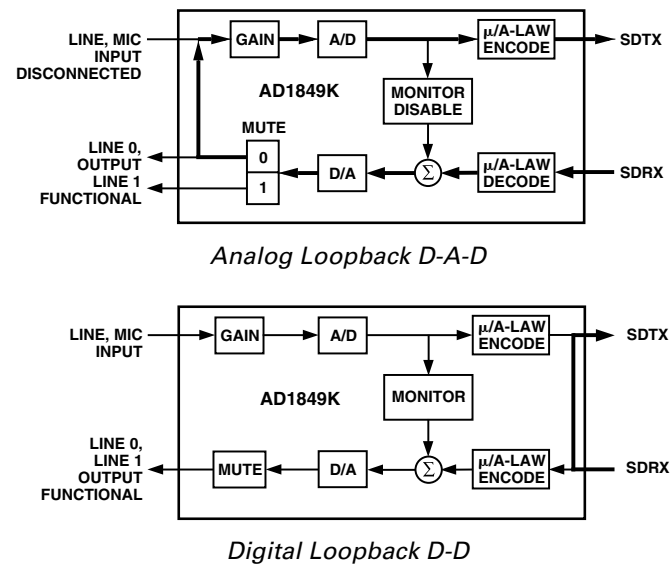 LINE, MIC
INPUT
DISCONNECTED
GAIN
A/D
μ/A-LAW
ENCODE
SDTX
AD1849K
MONITOR
DISABLE
MUTE
LINE 0,
OUTPUT
LINE 1
FUNCTIONAL
0
1
D/A
Σ
μ/A-LAW
DECODE
SDRX
Analog Loopback D-A-D
LINE, MIC
INPUT
GAIN
A/D
μ/A-LAW
ENCODE
SDTX
AD1849K
MONITOR
LINE 0,
LINE 1
OUTPUT
FUNCTIONAL
MUTE
D/A
Σ
μ/A-LAW
ENCODE
SDRX
Digital Loopback D-D